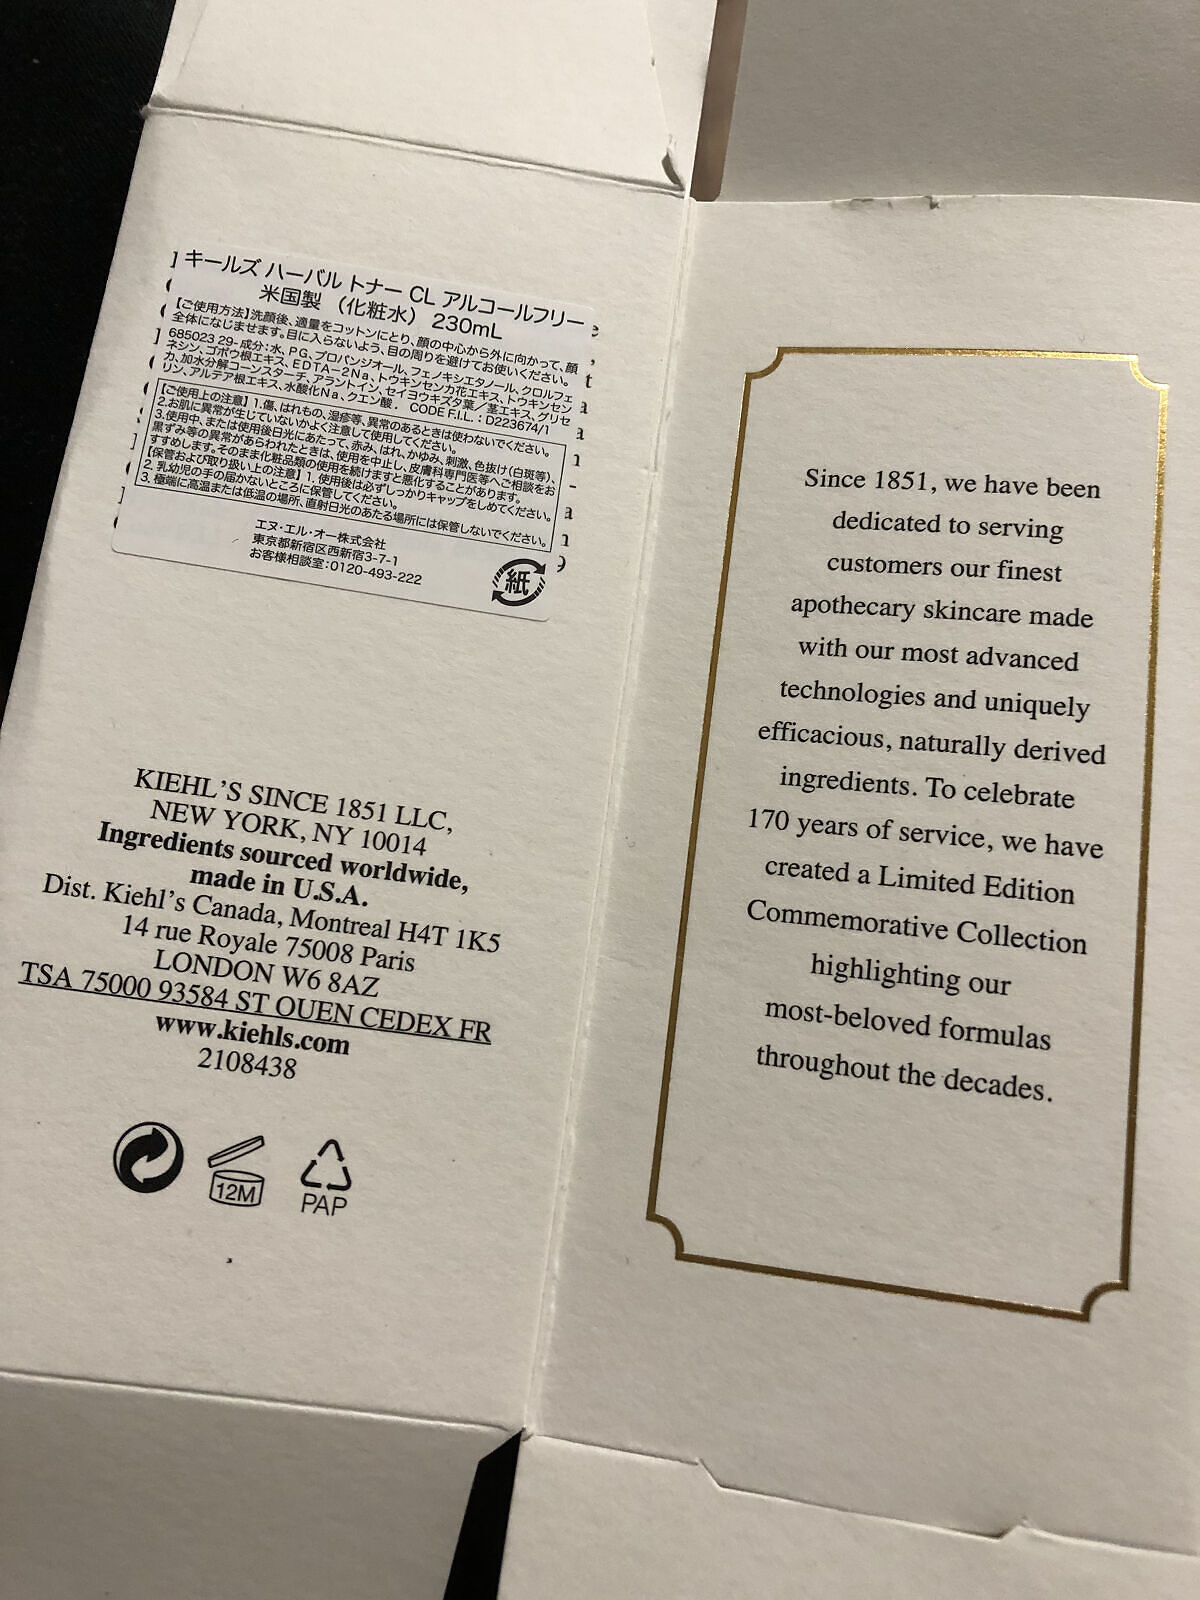 キールズ ハーバル トナー CL アルコールフリー
米国製 （化粧水） 230mL
【ご使用方法】洗顔後、適量をコットンにとり、顔の中心から外に向かって、顔
全体になじませます。目に入らないよう、目の周りを避けてお使いください。
685023 29- 成分：水、PG、プロパンジオール、フェノキシエタノール、クロルフェ
ネシン、ゴボウ根エキス、EDTA-2Na、トウキンセンカ花エキス、トウキンセン
カ、加水分解コーンスターチ、アラントイン、セイヨウキズタ葉／茎エキス、グリセ
リン、アルテア根エキス、水酸化Na、クエン酸． CODE F.I.L. : D223674/1
【ご使用上の注意】1.傷、はれもの、湿疹等、異常のあるときは使わないでください。
2.お肌に異常が生じていないかよく注意して使用してください。
3.使用中、または使用後日光にあたって、赤み、はれ、かゆみ、刺激、色抜け(白斑等)、
黒ずみ等の異常があらわれたときは、使用を中止し、皮膚科専門医等へご相談をお
すすめします。そのまま化粧品類の使用を続けますと悪化することがあります。
【保管および取り扱い上の注意】1. 使用後は必ずしっかりキャップをしめてください。
2. 乳幼児の手の届かないところに保管してください。
3. 極端に高温または低温の場所、直射日光のあたる場所には保管しないでください。
エヌ・エル・オー株式会社
東京都新宿区西新宿3-7-1
お客様相談室：0120-493-222
紙
KIEHL'S SINCE 1851 LLC,
NEW YORK, NY 10014
Ingredients sourced worldwide,
made in U.S.A.
Dist. Kiehl's Canada, Montreal H4T 1K5
14 rue Royale 75008 Paris
LONDON W6 8AZ
TSA 75000 93584 ST OUEN CEDEX FR
www.kiehls.com
2108438
12M
PAP
Since 1851, we have been
dedicated to serving
customers our finest
apothecary skincare made
with our most advanced
technologies and uniquely
efficacious, naturally derived
ingredients. To celebrate
170 years of service, we have
created a Limited Edition
Commemorative Collection
highlighting our
most-beloved formulas
throughout the decades.